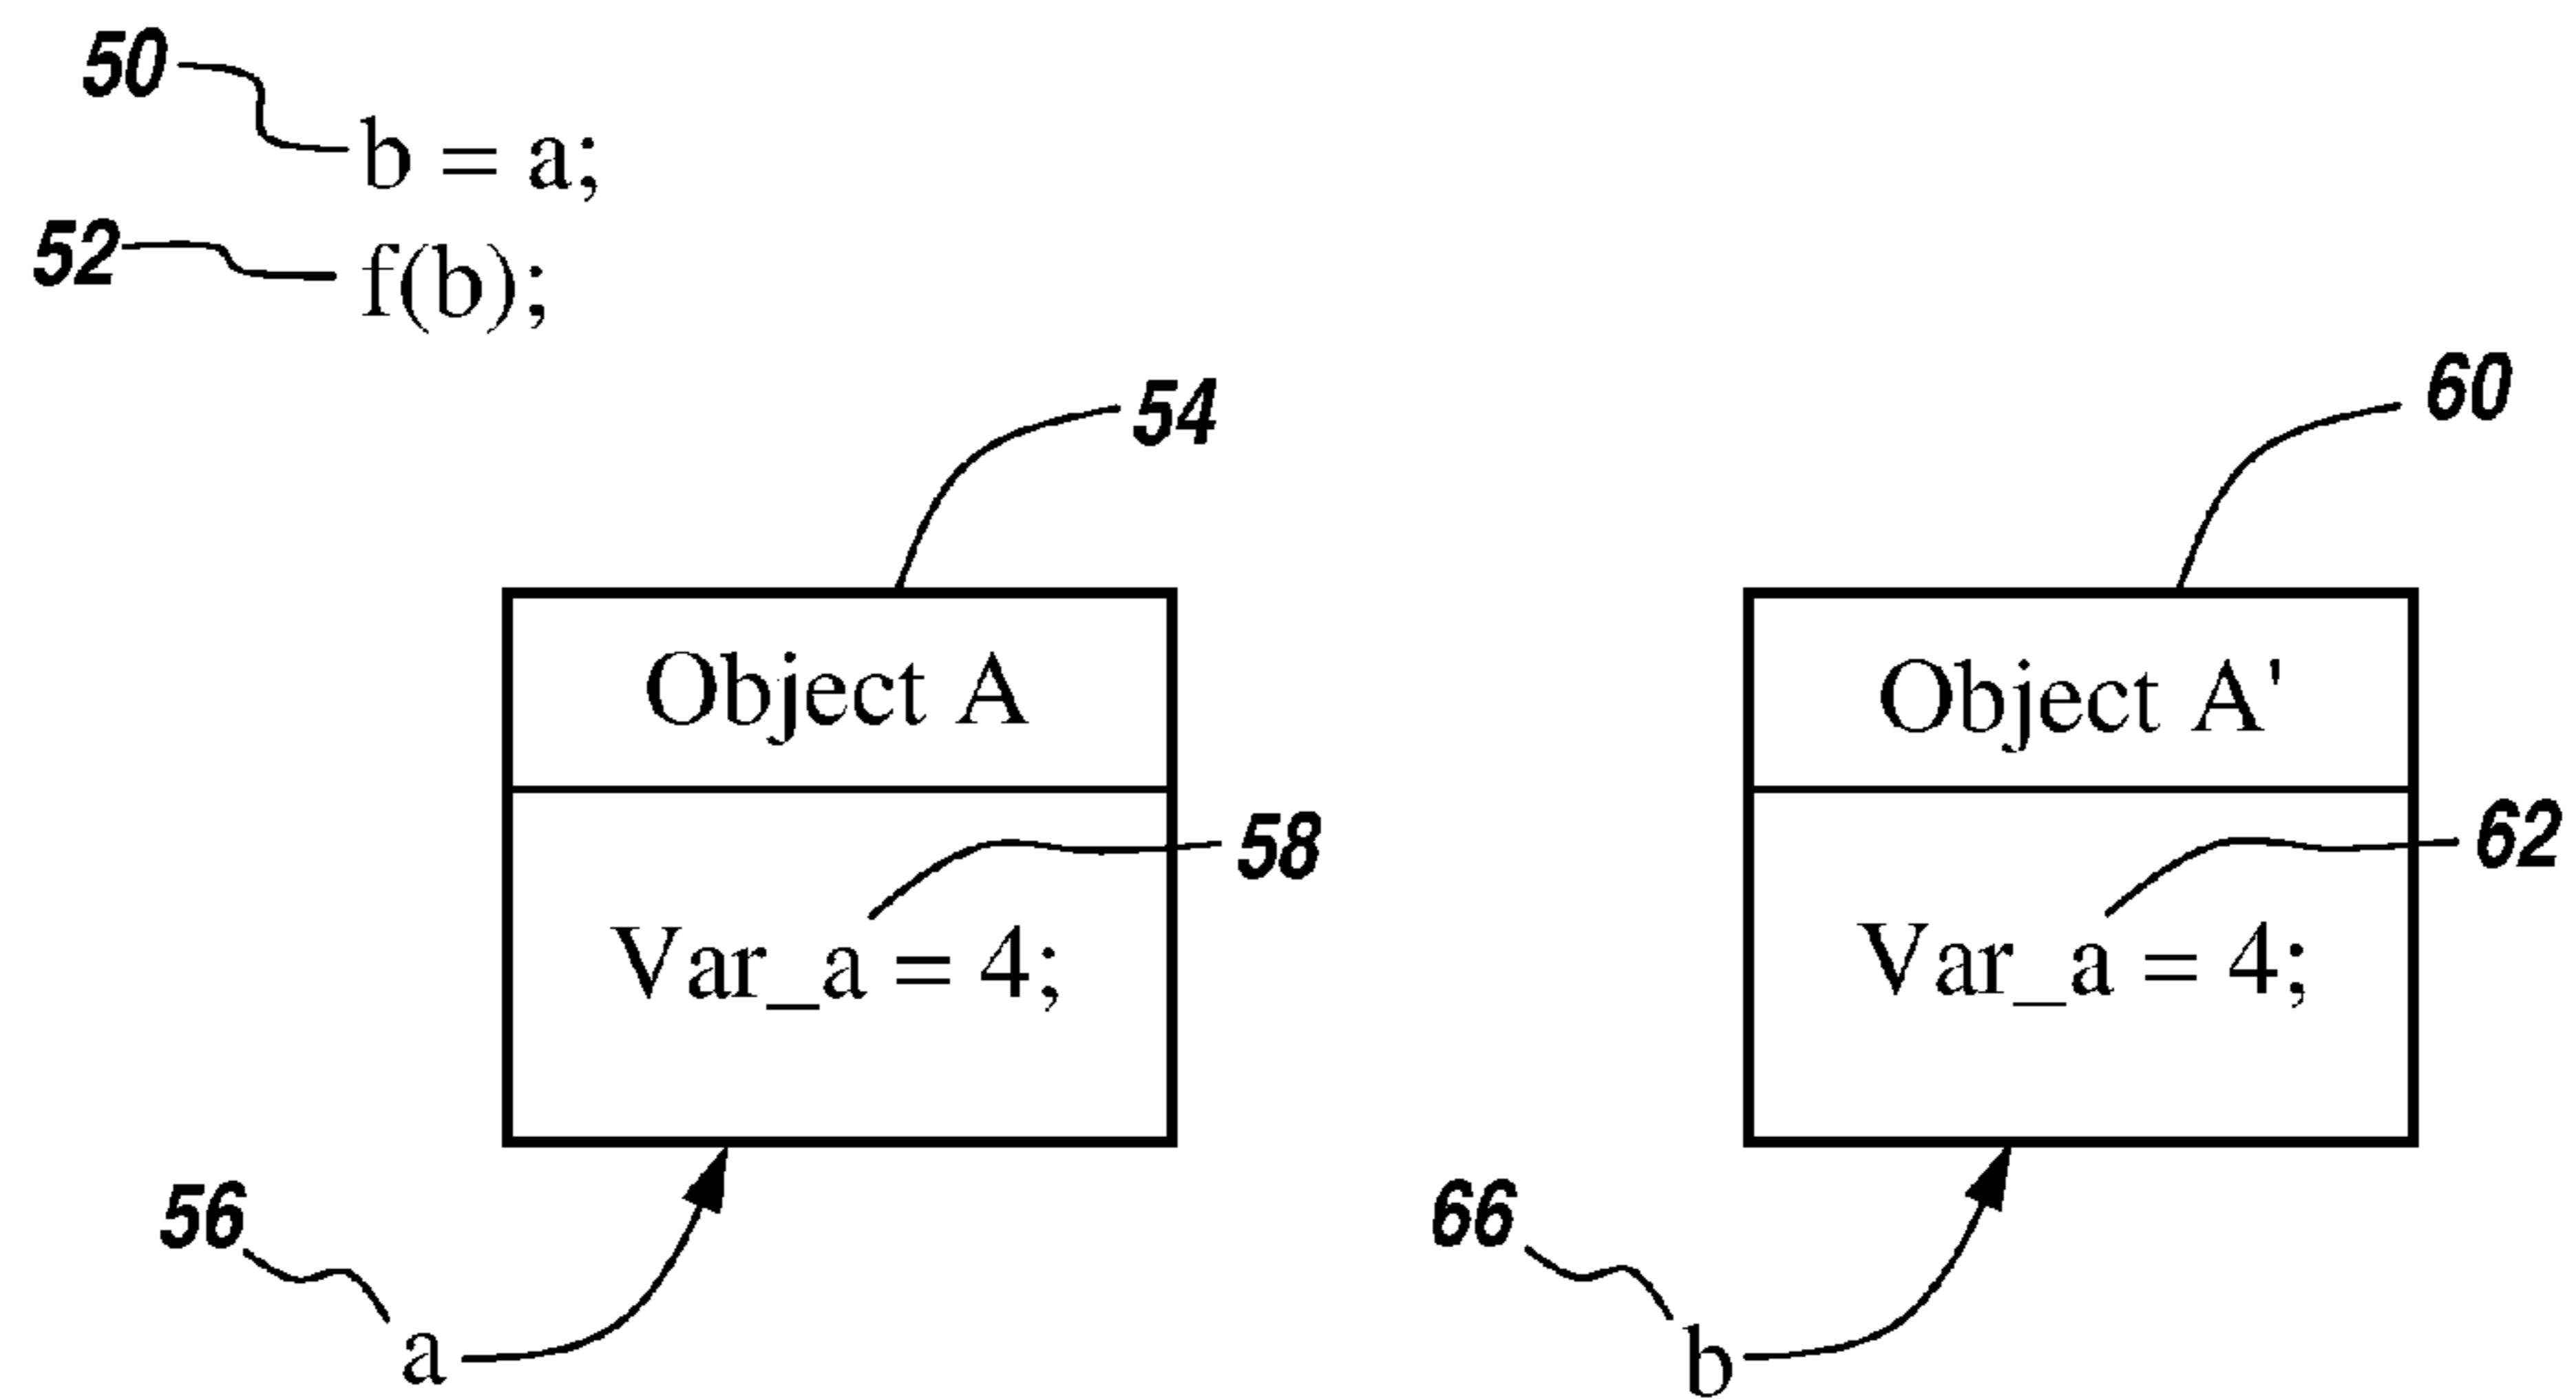 50
b = a;
52
f(b);
54
60
Object A
Object A'
58
62
Var_a = 4;
Var_a = 4;
56
66
a
b